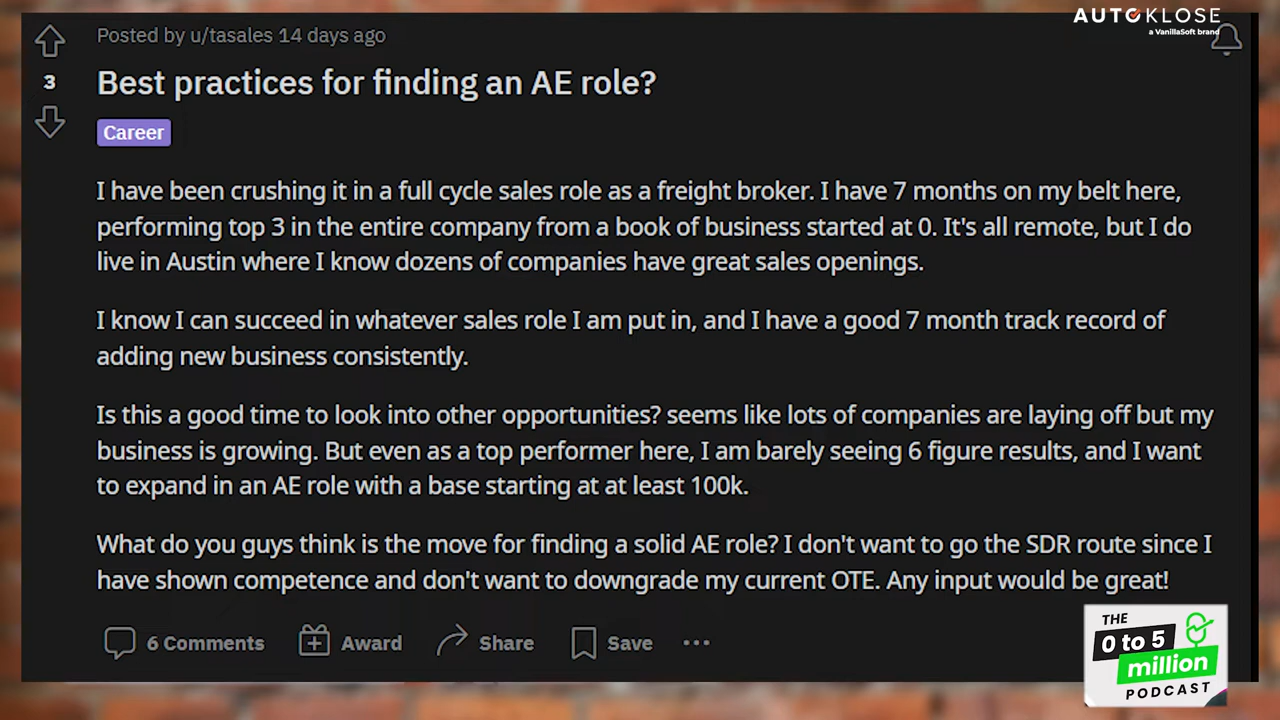 AUTOKLOSE
a VanillaSoft brand
Posted by u/tasales 14 days ago
3
Best practices for finding an AE role?
Career
I have been crushing it in a full cycle sales role as a freight broker. I have 7 months on my belt here,
performing top 3 in the entire company from a book of business started at 0. It's all remote, but I do
live in Austin where I know dozens of companies have great sales openings.
I know I can succeed in whatever sales role I am put in, and I have a good 7 month track record of
adding new business consistently.
Is this a good time to look into other opportunities? seems like lots of companies are laying off but my
business is growing. But even as a top performer here, I am barely seeing 6 figure results, and I want
to expand in an AE role with a base starting at at least 100k.
What do you guys think is the move for finding a solid AE role? I don't want to go the SDR route since I
have shown competence and don't want to downgrade my current OTE. Any input would be great!
6 Comments Award Share Save
THE
0 to 5
million
PODCAST